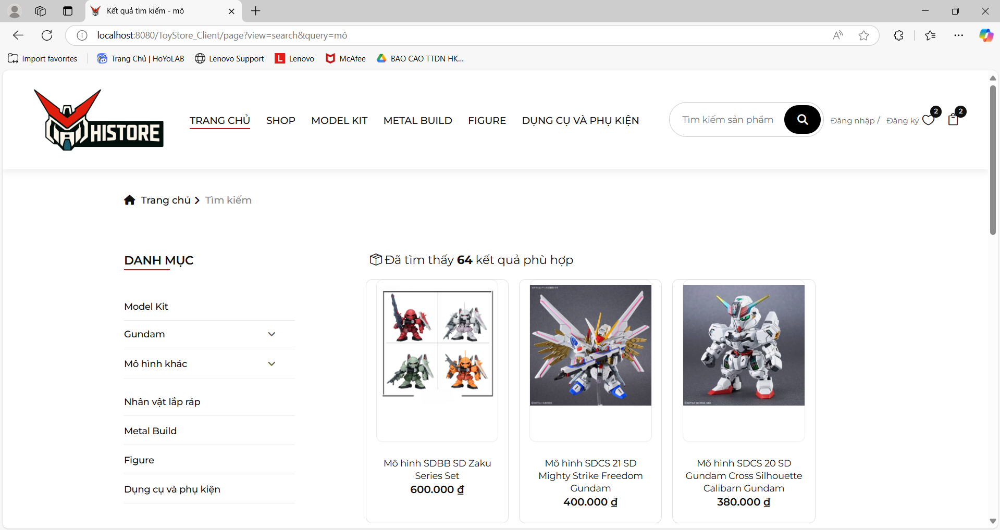 Kết quả tìm kiếm - mô
localhost:8080/ToyStore_Client/page?view=search&query=mô
Import favorites
Trang Chủ | HoYoLAB
Lenovo Support
L Lenovo
McAfee
BAO CAO TTDN HK...
HISTORE
TRANG CHỦ
SHOP
MODEL KIT
METAL BUILD
FIGURE
DỤNG CỤ VÀ PHỤ KIỆN
Tìm kiếm sản phẩm
Đăng nhập /
Đăng ký
2
2
Trang chủ
Tìm kiếm
DANH MỤC
Model Kit
Gundam
Mô hình khác
Nhân vật lắp ráp
Metal Build
Figure
Dụng cụ và phụ kiện
Đã tìm thấy 64 kết quả phù hợp
Mô hình SDBB SD Zaku
Series Set
600.000 ₫
Mô hình SDCS 21 SD
Mighty Strike Freedom
Gundam
400.000 ₫
Mô hình SDCS 20 SD
Gundam Cross Silhouette
Calibarn Gundam
380.000 ₫